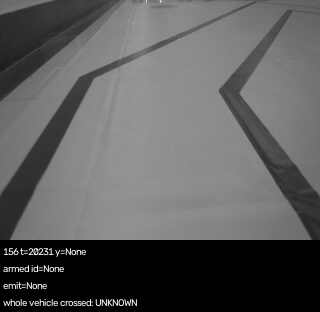 156 t=20231 y=None
armed id=None
emit=None
whole vehicle crossed: UNKNOWN